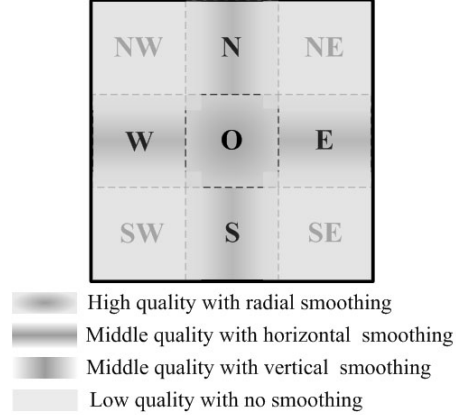 NW N NE
W O E
SW S SE
High quality with radial smoothing
Middle quality with horizontal smoothing
Middle quality with vertical smoothing
Low quality with no smoothing